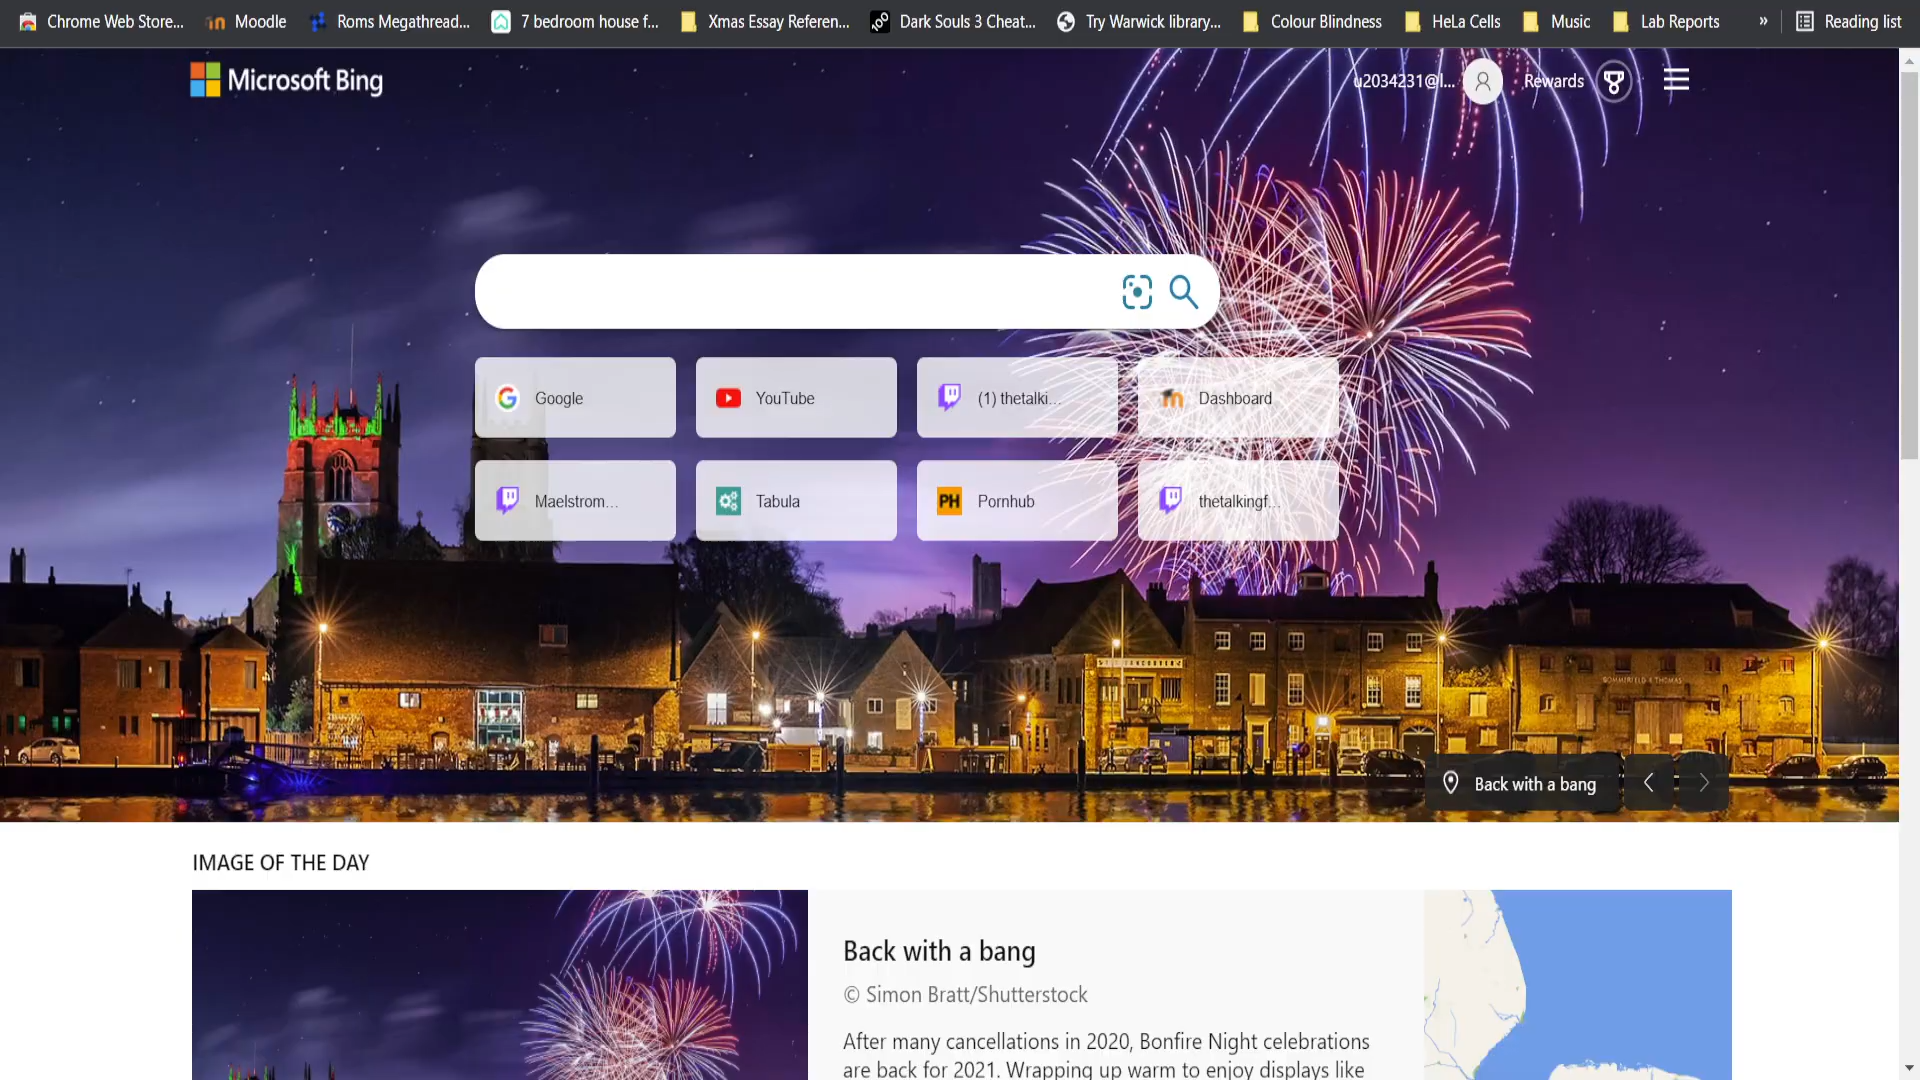 Chrome Web Store... Moodle Roms Megathread... 7 bedroom house f... Xmas Essay Referen... Dark Souls 3 Cheat... Try Warwick library... Colour Blindness HeLa Cells Music Lab Reports » Reading list
Microsoft Bing
u2034231@l... Rewards
Google YouTube (1) thetalki... Dashboard
Maelstrom... Tabula PH Pornhub thetalkingf...
SOMMERFELD & THOMAS
Back with a bang
IMAGE OF THE DAY
Back with a bang
© Simon Bratt/Shutterstock
After many cancellations in 2020, Bonfire Night celebrations
are back for 2021. Wrapping up warm to enjoy displays like